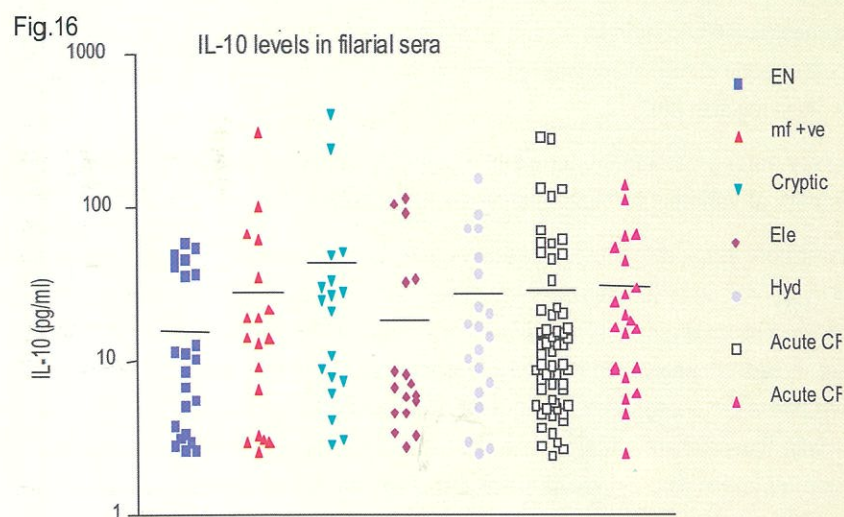 Fig.16
IL-10 levels in filarial sera
1000
100
10
1
IL-10 (pg/ml)
EN
mf +ve
Cryptic
Ele
Hyd
Acute CF
Acute CF